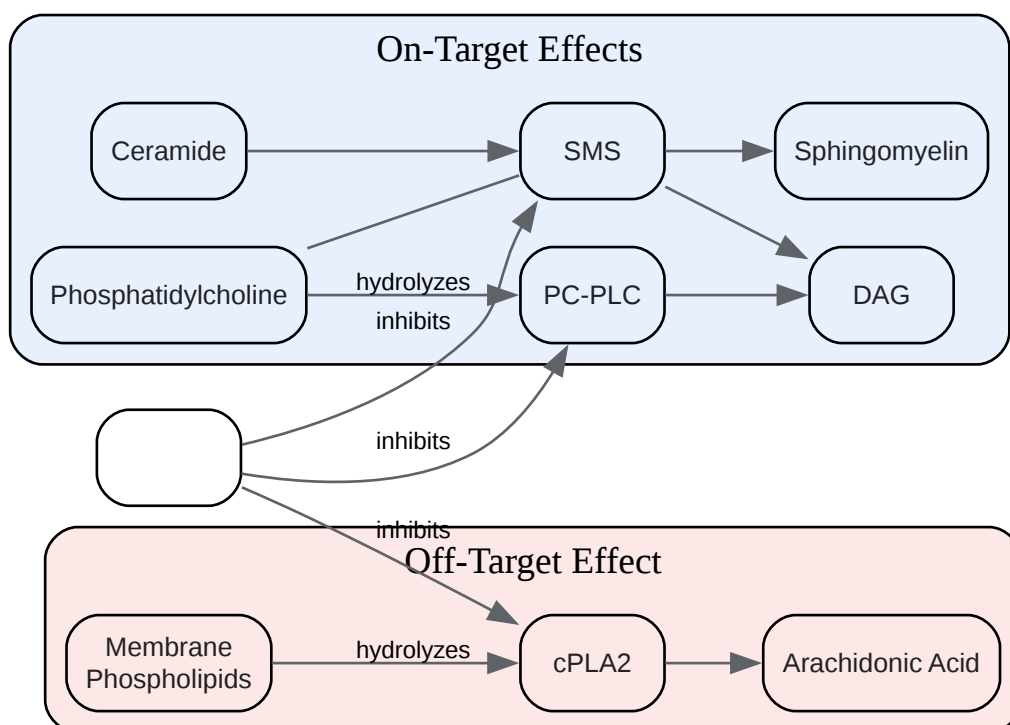 On-Target Effects
Ceramide
SMS
Sphingomyelin
Phosphatidylcholine
hydrolyzes
PC-PLC
DAG
inhibits
inhibits
inhibits
Off-Target Effect
Membrane
Phospholipids
hydrolyzes
cPLA2
Arachidonic Acid